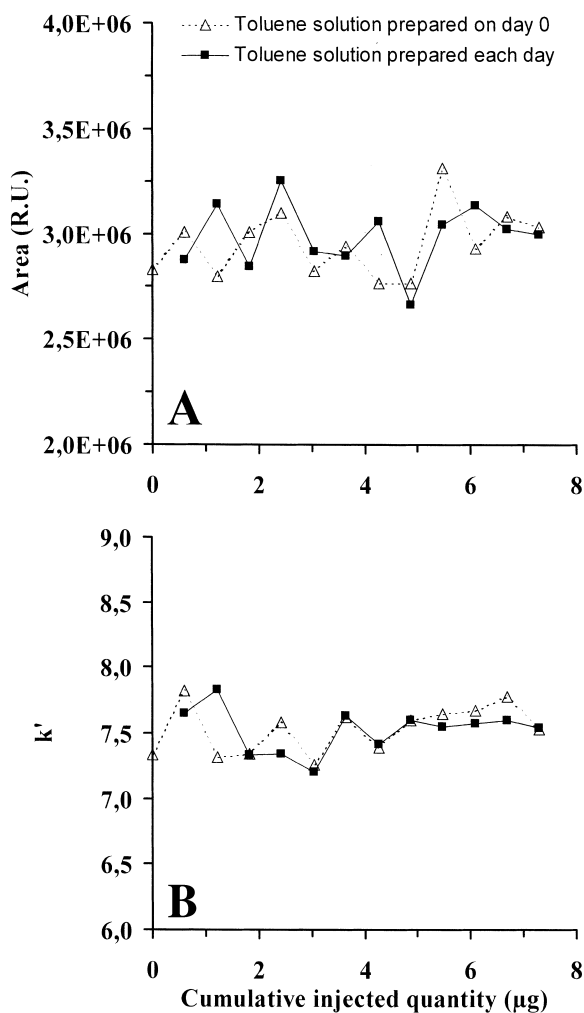 Toluene solution prepared on day 0
Toluene solution prepared each day
4,0E+06
3,5E+06
3,0E+06
2,5E+06
2,0E+06
Area (R.U.)
A
0 2 4 6 8
9,0
8,5
8,0
7,5
7,0
6,5
6,0
k'
B
0 2 4 6 8
Cumulative injected quantity (µg)